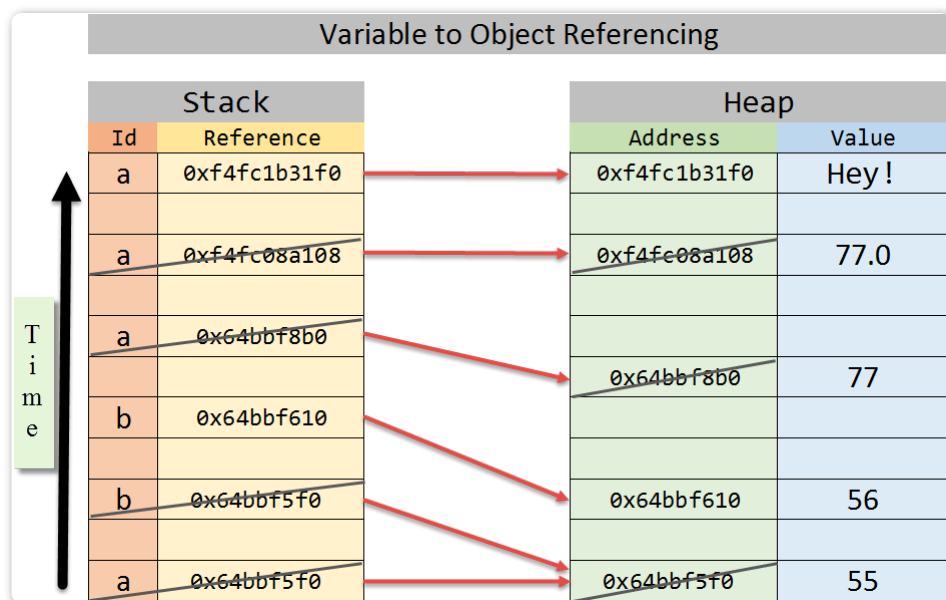 Variable to Object Referencing
Stack Heap
Id Reference Address Value
a 0xf4fc1b31f0 0xf4fc1b31f0 Hey!
a 0xf4fc08a108 0xf4fc08a108 77.0
Time
a 0x64bbf8b0
0x64bbf8b0 77
b 0x64bbf610
b 0x64bbf5f0 0x64bbf610 56
a 0x64bbf5f0 0x64bbf5f0 55